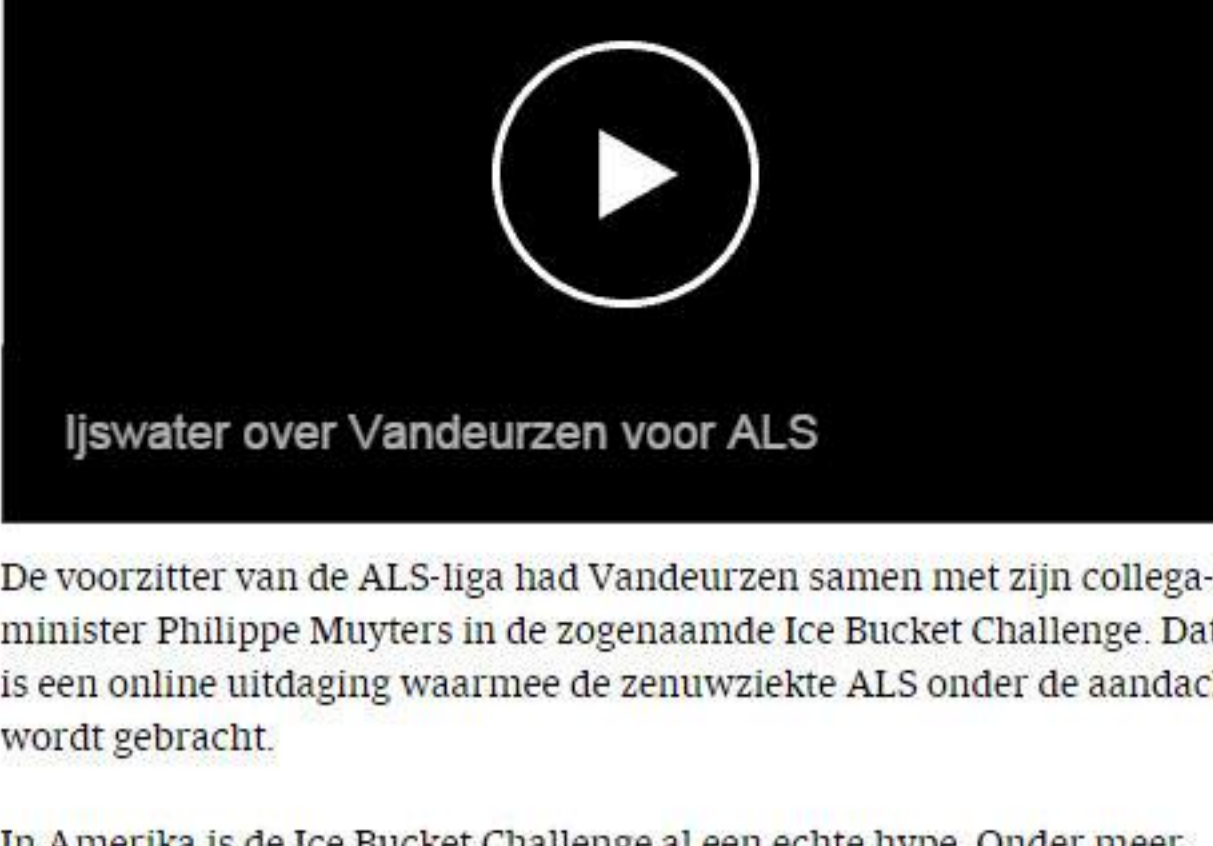 Ijswater over Vandeurzen voor ALS
De voorzitter van de ALS-liga had Vandeurzen samen met zijn collega-
minister Philippe Muyters in de zogenaamde Ice Bucket Challenge. Dat
is een online uitdaging waarmee de zenuwziekte ALS onder de aandac
wordt gebracht.
In Amerika is de Ice Bucket Challenge al een echte hype. Onder meer